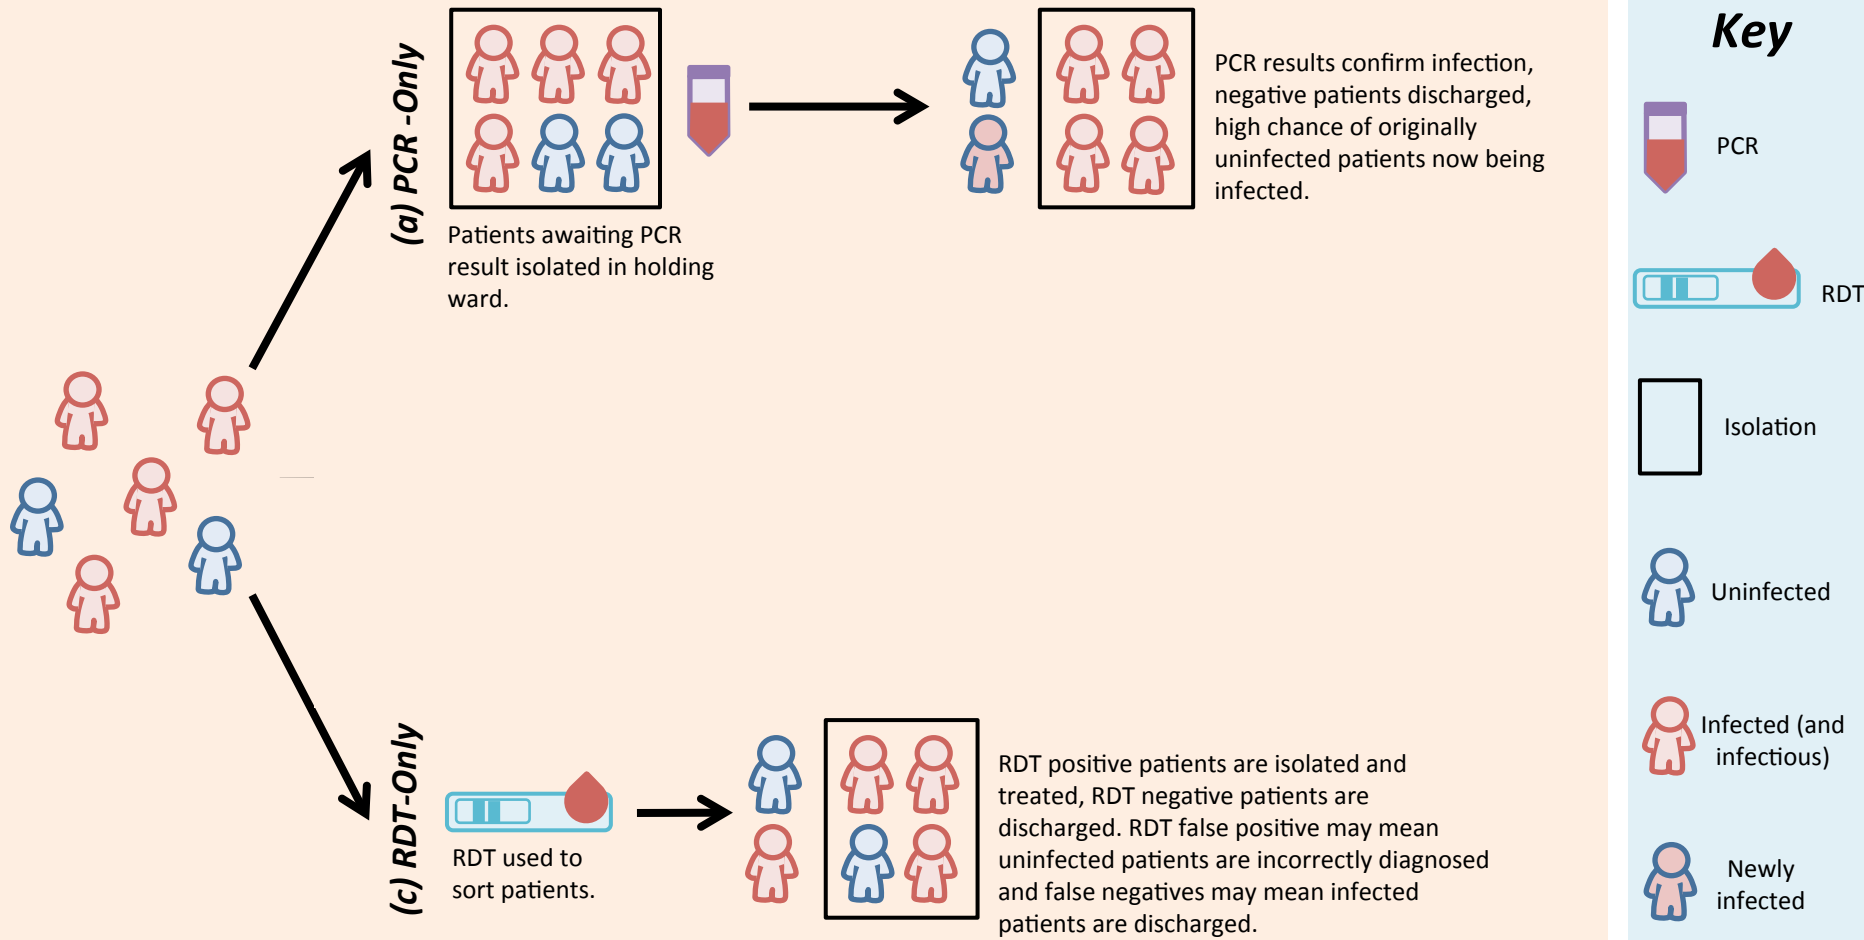 (a) PCR -Only
Patients awaiting PCR
result isolated in holding
ward.
PCR results confirm infection,
negative patients discharged,
high chance of originally
uninfected patients now being
infected.
(c) RDT-Only
RDT used to
sort patients.
RDT positive patients are isolated and
treated, RDT negative patients are
discharged. RDT false positive may mean
uninfected patients are incorrectly diagnosed
and false negatives may mean infected
patients are discharged.
Key
PCR
RDT
Isolation
Uninfected
Infected (and
infectious)
Newly
infected